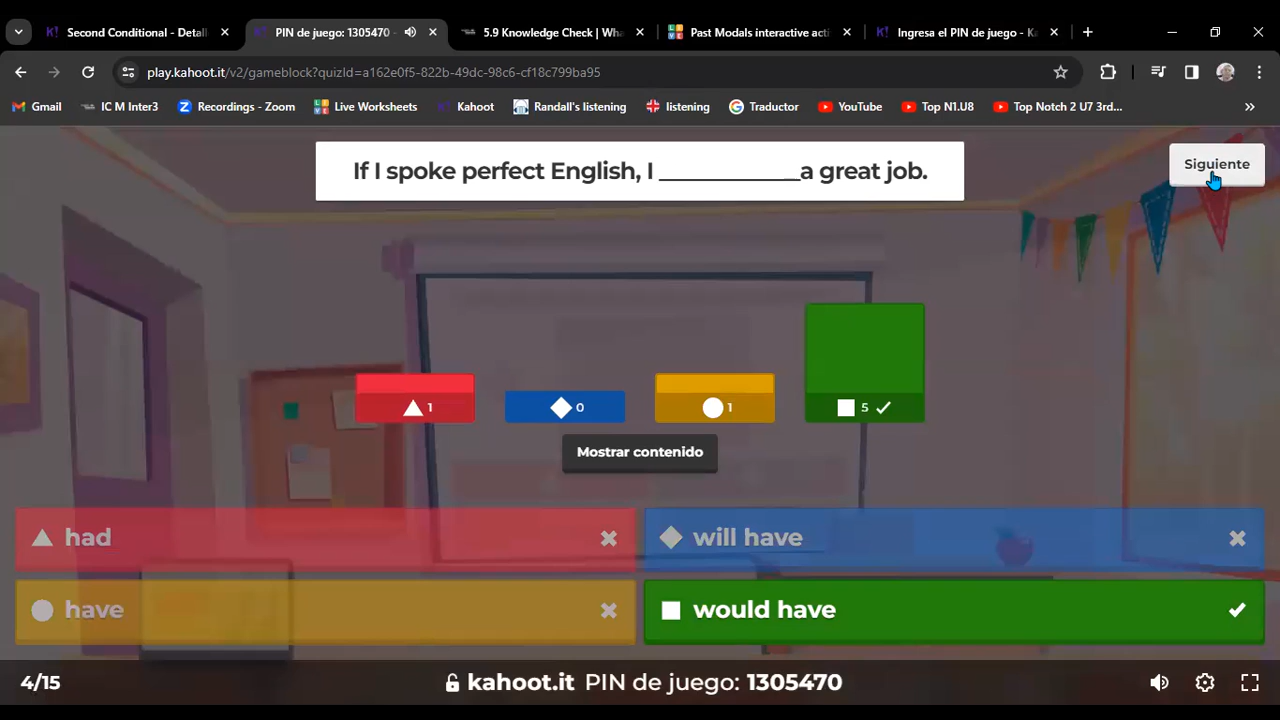 Second Conditional - Detail
PIN de juego: 1305470 -
5.9 Knowledge Check | Wha
Past Modals interactive acti
Ingresa el PIN de juego - Ka
play.kahoot.it/v2/gameblock?quizId=a162e0f5-822b-49dc-98c6-cf18c799ba95
Gmail
IC M Inter3
Recordings - Zoom
Live Worksheets
Kahoot
Randall's listening
listening
Traductor
YouTube
Top N1.U8
Top Notch 2 U7 3rd...
If I spoke perfect English, I ____________a great job.
Siguiente
1
0
1
5
Mostrar contenido
had
will have
have
would have
4/15
kahoot.it PIN de juego: 1305470